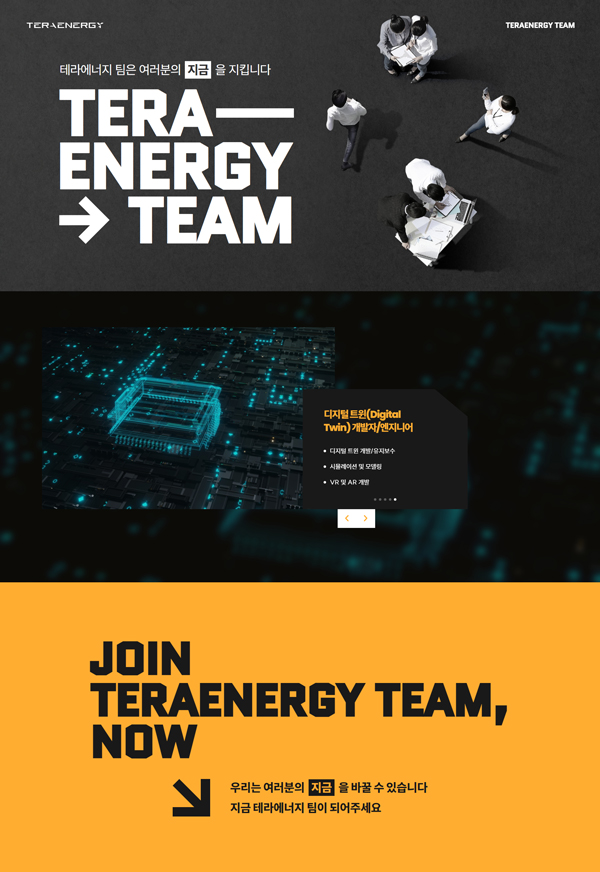 TERAENERGY
TERAENERGY TEAM
테라에너지 팀은 여러분의 지금 을 지킵니다
TERA
ENERGY
TEAM
디지털 트윈(Digital
Twin) 개발자/엔지니어
디지털 트윈 개발/유지보수
시뮬레이션 및 모델링
VR 및 AR 개발
JOIN
TERAENERGY TEAM,
NOW
우리는 여러분의 지금 을 바꿀 수 있습니다
지금 테라에너지 팀이 되어주세요